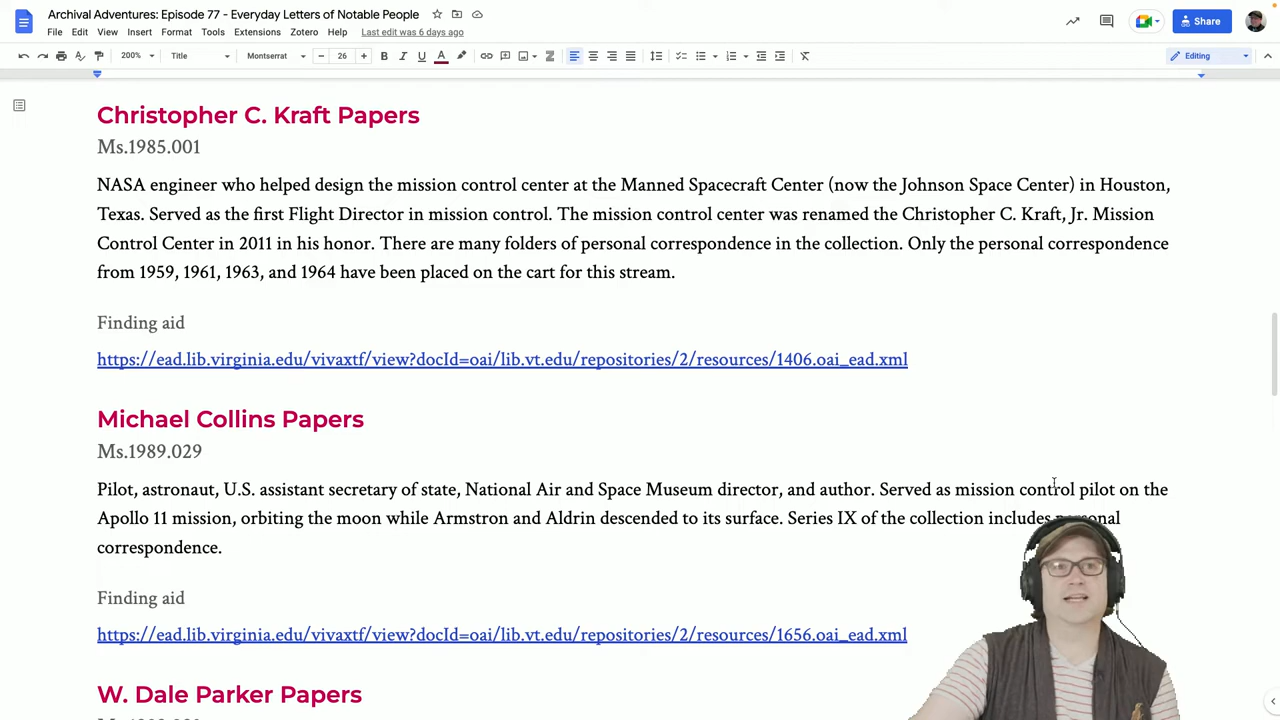 Archival Adventures: Episode 77 - Everyday Letters of Notable People
File Edit View Insert Format Tools Extensions Zotero Help Last edit was 6 days ago
Share
200% Title Montserrat 26 B I U A Editing
Christopher C. Kraft Papers
Ms.1985.001
NASA engineer who helped design the mission control center at the Manned Spacecraft Center (now the Johnson Space Center) in Houston,
Texas. Served as the first Flight Director in mission control. The mission control center was renamed the Christopher C. Kraft, Jr. Mission
Control Center in 2011 in his honor. There are many folders of personal correspondence in the collection. Only the personal correspondence
from 1959, 1961, 1963, and 1964 have been placed on the cart for this stream.
Finding aid
https://ead.lib.virginia.edu/vivaxtf/view?docId=oai/lib.vt.edu/repositories/2/resources/1406.oai_ead.xml
Michael Collins Papers
Ms.1989.029
Pilot, astronaut, U.S. assistant secretary of state, National Air and Space Museum director, and author. Served as mission control pilot on the
Apollo 11 mission, orbiting the moon while Armstron and Aldrin descended to its surface. Series IX of the collection includes personal
correspondence.
Finding aid
https://ead.lib.virginia.edu/vivaxtf/view?docId=oai/lib.vt.edu/repositories/2/resources/1656.oai_ead.xml
W. Dale Parker Papers